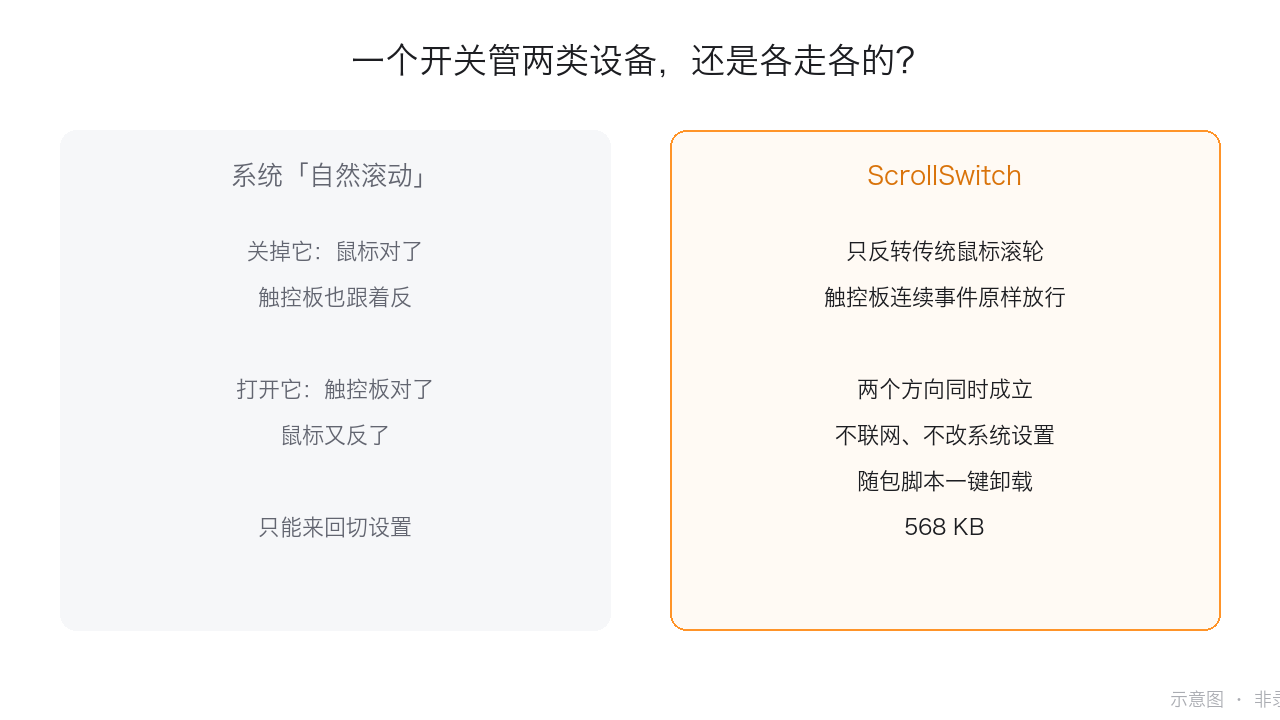 一个开关管两类设备，还是各走各的？
系统「自然滚动」
关掉它：鼠标对了
触控板也跟着反
打开它：触控板对了
鼠标又反了
只能来回切设置
ScrollSwitch
只反转传统鼠标滚轮
触控板连续事件原样放行
两个方向同时成立
不联网、不改系统设置
随包脚本一键卸载
568 KB
示意图 · 非